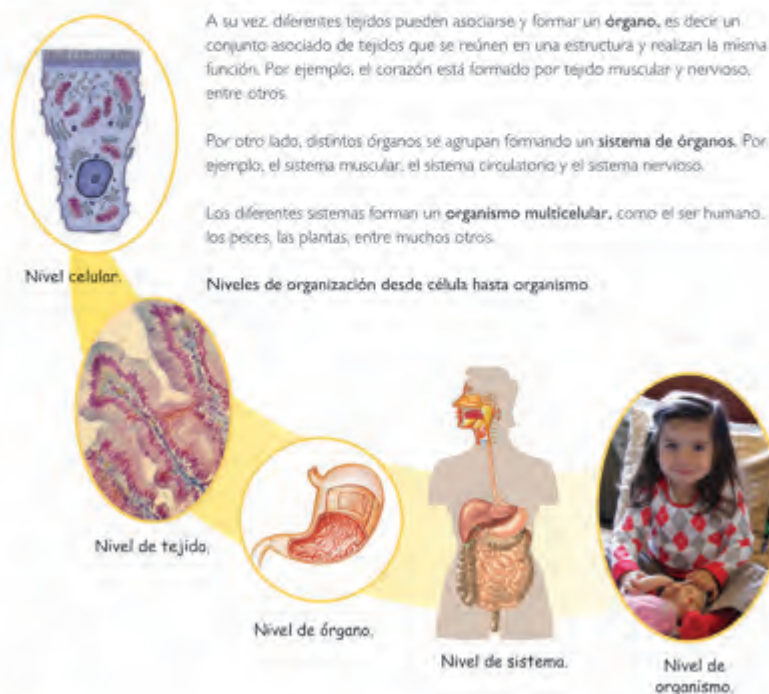 A su vez, diferentes tejidos pueden asociarse y formar un órgano, es decir un
conjunto asociado de tejidos que se reúnen en una estructura y realizan la misma
función. Por ejemplo, el corazón está formado por tejido muscular y nervioso,
entre otros.
Por otro lado, distintos órganos se agrupan formando un sistema de órganos. Por
ejemplo, el sistema muscular, el sistema circulatorio y el sistema nervioso.
Los diferentes sistemas forman un organismo multicelular, como el ser humano,
los peces, las plantas, entre muchos otros.
Nivel celular.
Niveles de organización desde célula hasta organismo
Nivel de tejido.
Nivel de órgano.
Nivel de sistema.
Nivel de
organismo.